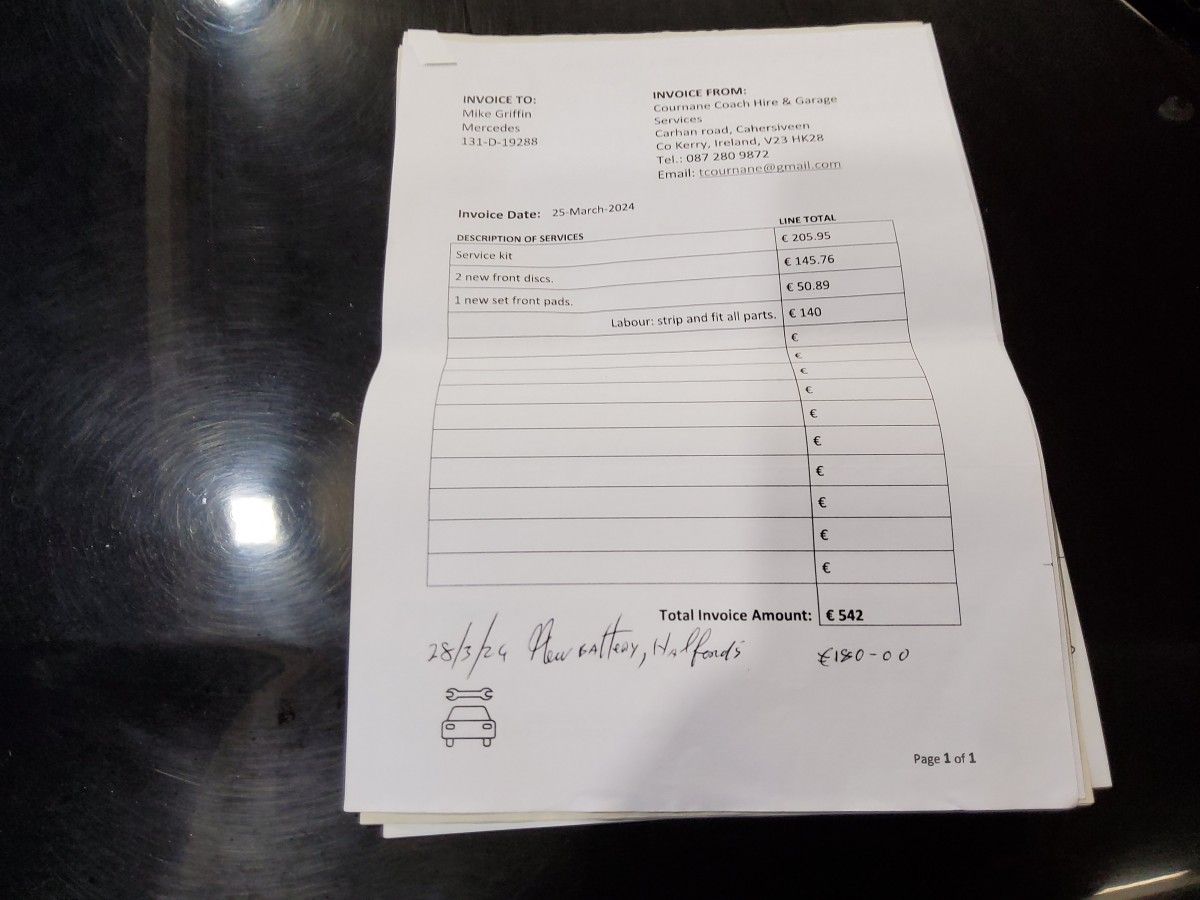 INVOICE TO:
Mike Griffin
Mercedes
131-D-19288
INVOICE FROM:
Cournane Coach Hire & Garage
Services
Carhan road, Cahersiveen
Co Kerry, Ireland, V23 HK28
Tel.: 087 280 9872
Email: tcournane@gmail.com
Invoice Date: 25-March-2024
DESCRIPTION OF SERVICES LINE TOTAL
Service kit € 205.95
2 new front discs. € 145.76
1 new set front pads. € 50.89
Labour: strip and fit all parts. € 140
€
€
€
€
€
€
€
€
€
€
Total Invoice Amount: € 542
28/3/24 New BATTERY, Halfords €180-00
Page 1 of 1